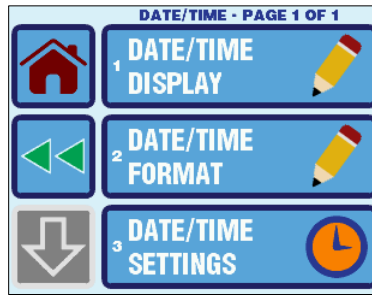 DATE/TIME - PAGE 1 OF 1
1 DATE/TIME
DISPLAY
2 DATE/TIME
FORMAT
3 DATE/TIME
SETTINGS